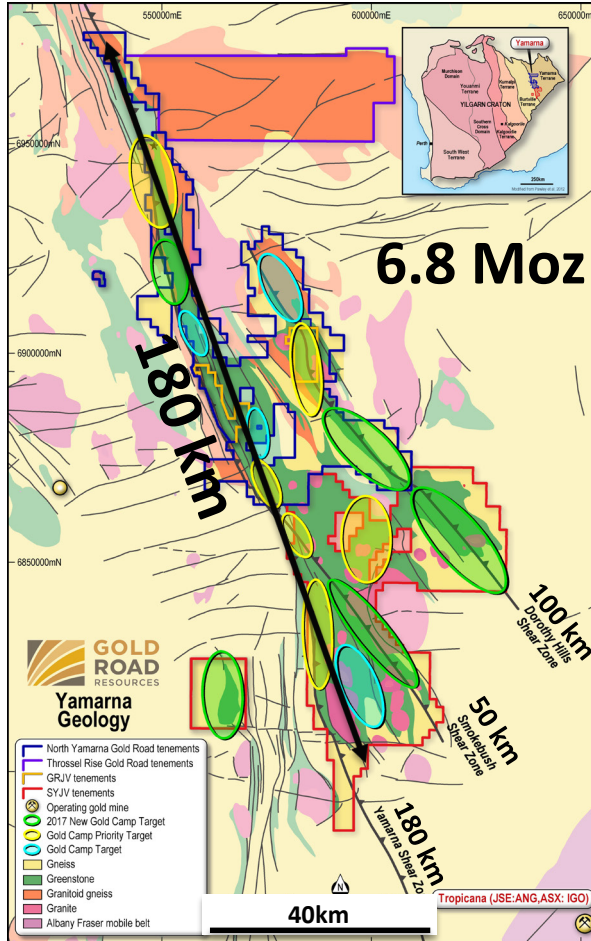 550000mE
600000mE
650000m
6950000mN
6900000mN
6850000mN
Yamarna
Murchison
Domain
Youanmi
Terrane
Kurnalpi
Terrane
Yamarna
Terrane
Burtville
Terrane
YILGARN CRATON
Southern
Cross
Domain
Kalgoorlie
Kalgoorlie
Terrane
Perth
South West
Terrane
250km
6.8 Moz
180 km
100 km
Dorothy Hills
Shear Zone
50 km
Smokebush
Shear Zone
180 km
Yamarna Shear Zo
GOLD
ROAD
RESOURCES
Yamarna
Geology
North Yamarna Gold Road tenements
Throssel Rise Gold Road tenements
GRJV tenements
SYJV tenements
Operating gold mine
2017 New Gold Camp Target
Gold Camp Priority Target
Gold Camp Target
Gneiss
Greenstone
Granitoid gneiss
Granite
Albany Fraser mobile belt
N
40km
Tropicana (JSE:ANG,ASX: IGO)